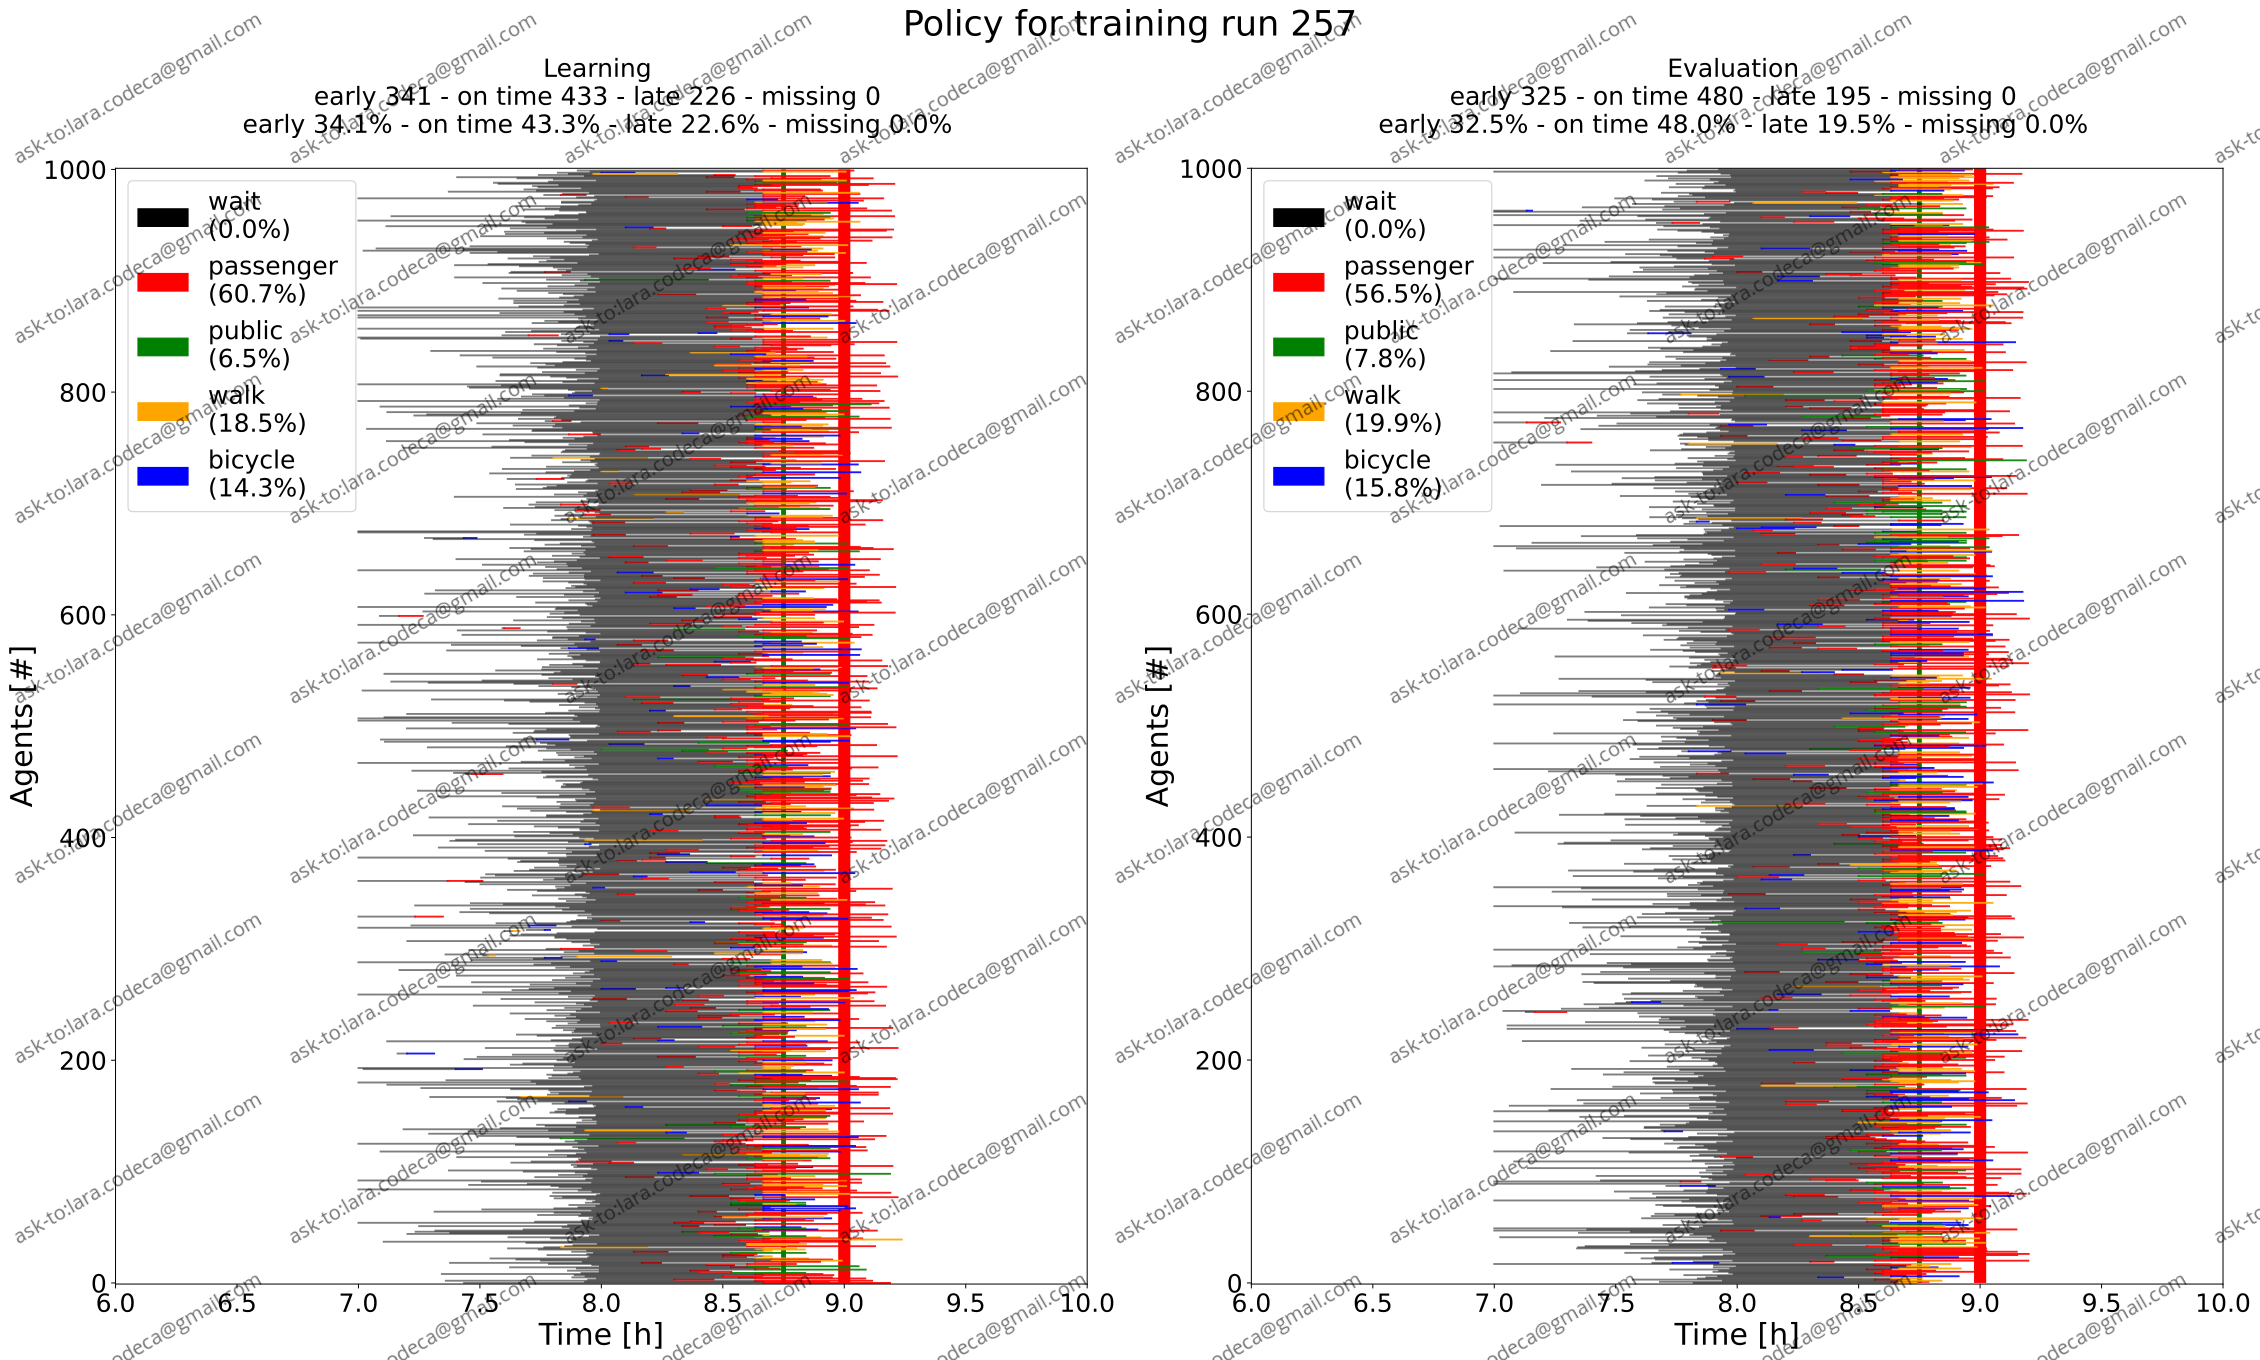 Policy for training run 257
Learning
early 341 - on time 433 - late 226 - missing 0
early 34.1% - on time 43.3% - late 22.6% - missing 0.0%
1000
800
600
400
200
0
Agents [#]
wait
(0.0%)
passenger
(60.7%)
public
(6.5%)
walk
(18.5%)
bicycle
(14.3%)
6.0 6.5 7.0 7.5 8.0 8.5 9.0 9.5 10.0
Time [h]
Evaluation
early 325 - on time 480 - late 195 - missing 0
early 32.5% - on time 48.0% - late 19.5% - missing 0.0%
1000
800
600
400
200
0
Agents [#]
wait
(0.0%)
passenger
(56.5%)
public
(7.8%)
walk
(19.9%)
bicycle
(15.8%)
6.0 6.5 7.0 7.5 8.0 8.5 9.0 9.5 10.0
Time [h]
ask-to:lara.codeca@gmail.com